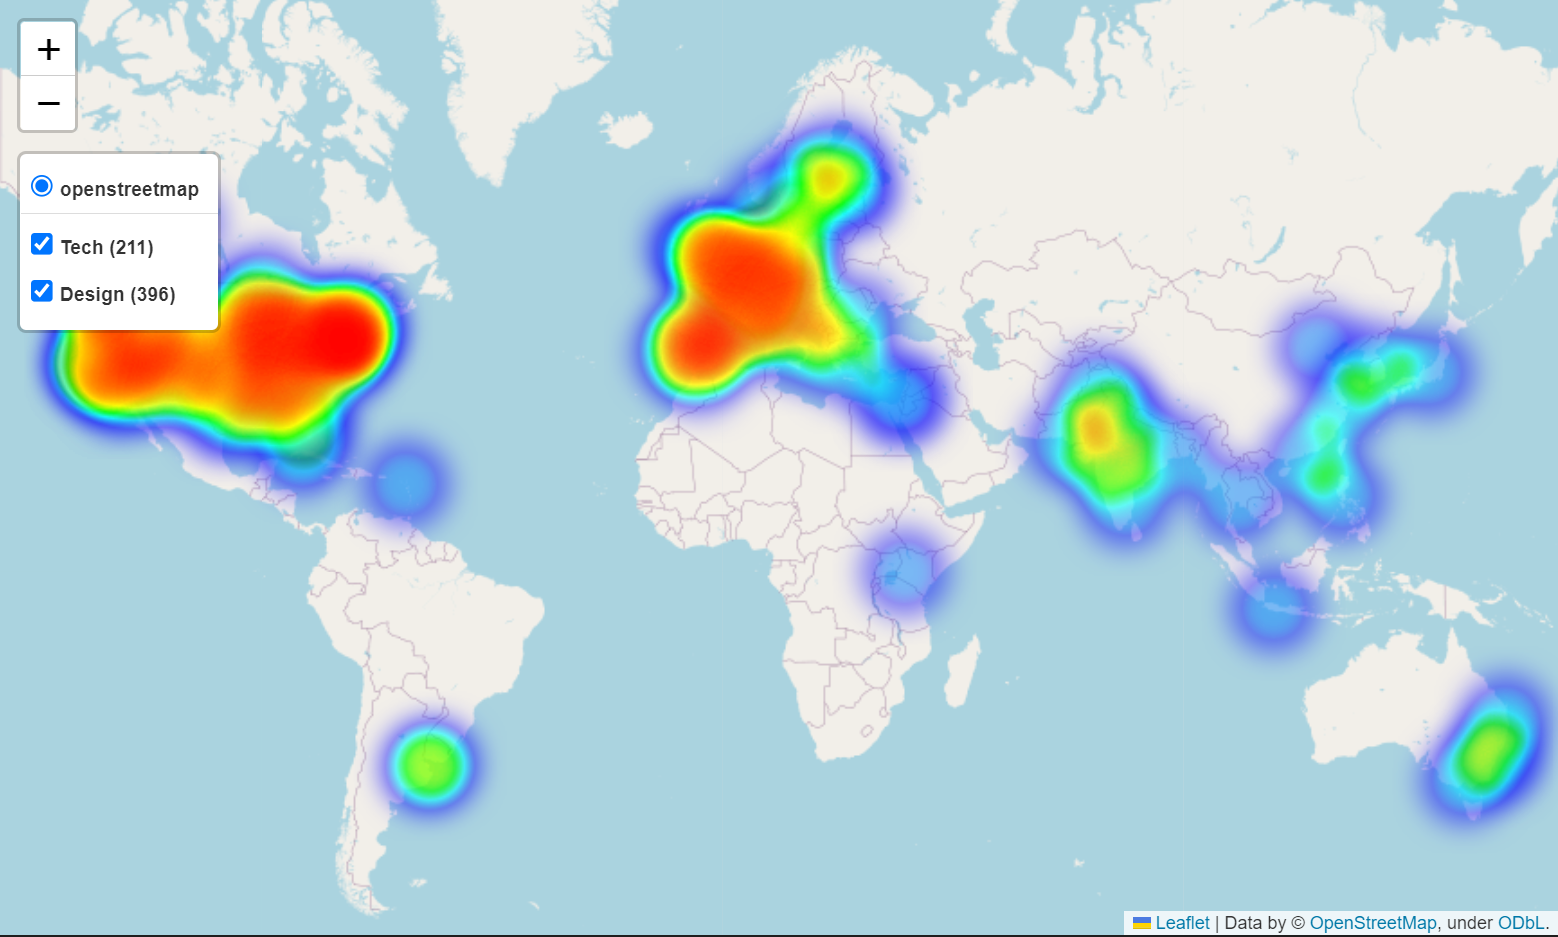 +
−
openstreetmap
Tech (211)
Design (396)
Leaflet | Data by © OpenStreetMap, under ODbL.